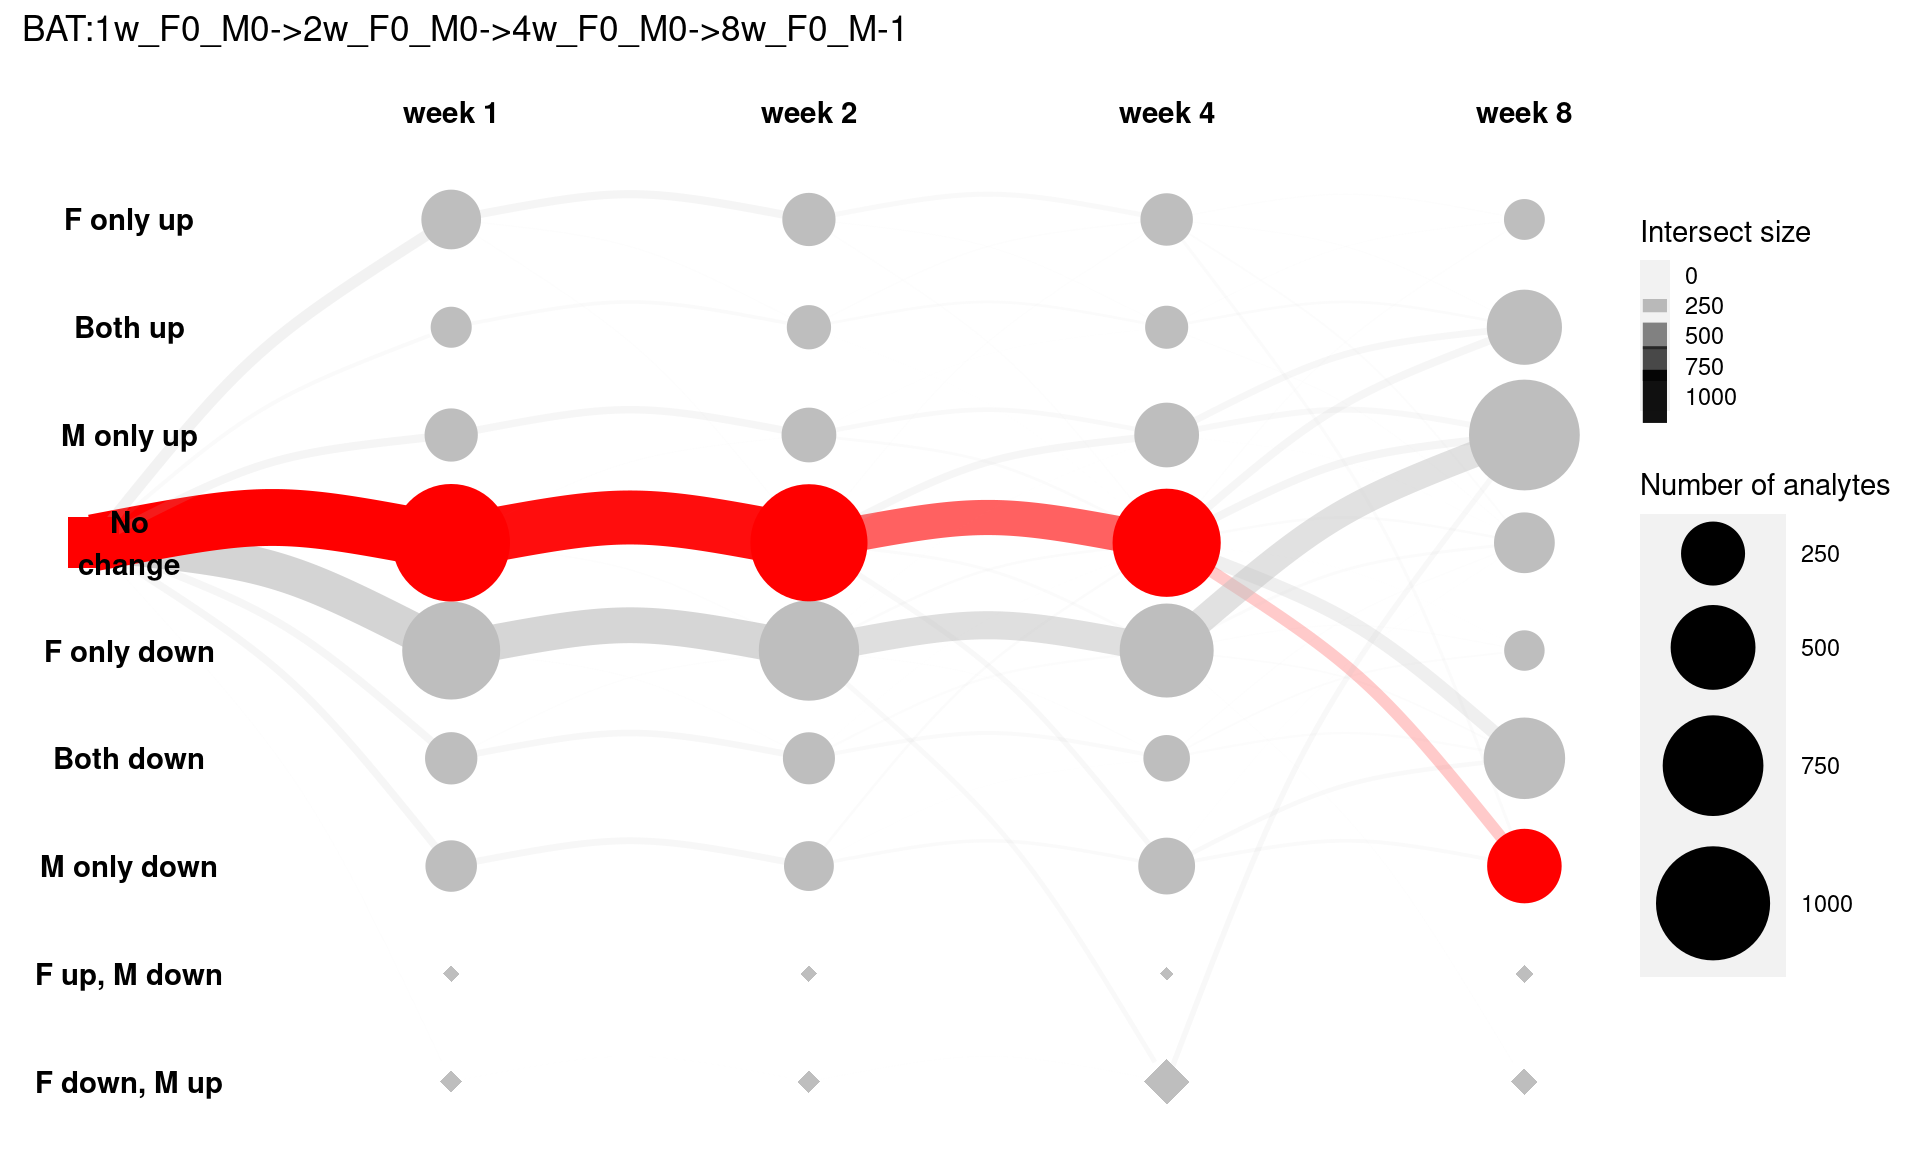 BAT:1w_F0_M0->2w_F0_M0->4w_F0_M0->8w_F0_M-1
week 1
week 2
week 4
week 8
F only up
Both up
M only up
No
change
F only down
Both down
M only down
F up, M down
F down, M up
Intersect size
0
250
500
750
1000
Number of analytes
250
500
750
1000